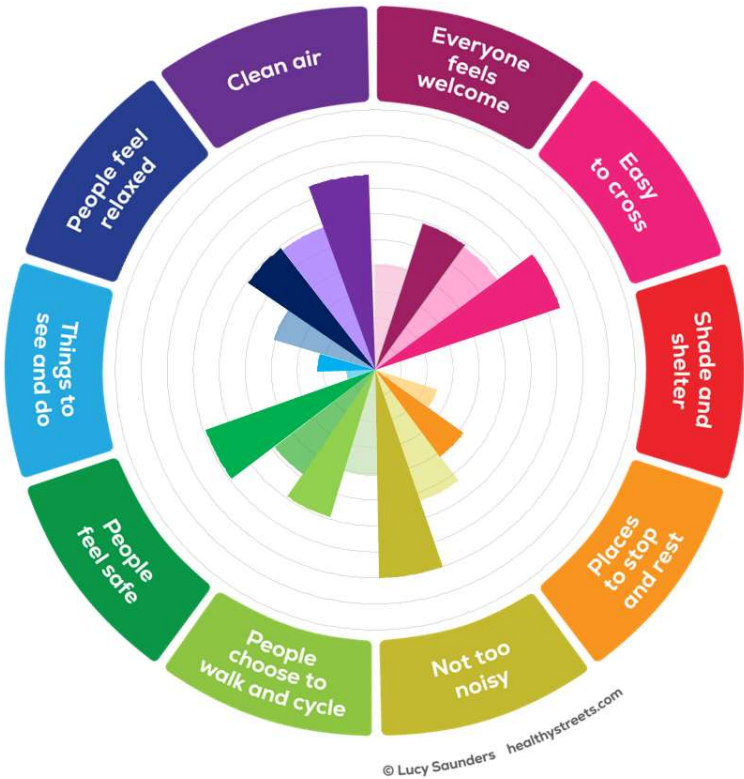 Everyone
feels
welcome
Easy
to cross
Shade and
shelter
Places
to stop
and rest
Not too
noisy
People
choose to
walk and cycle
People
feel safe
Things to
see and do
People feel
relaxed
Clean air
© Lucy Saunders healthystreets.com